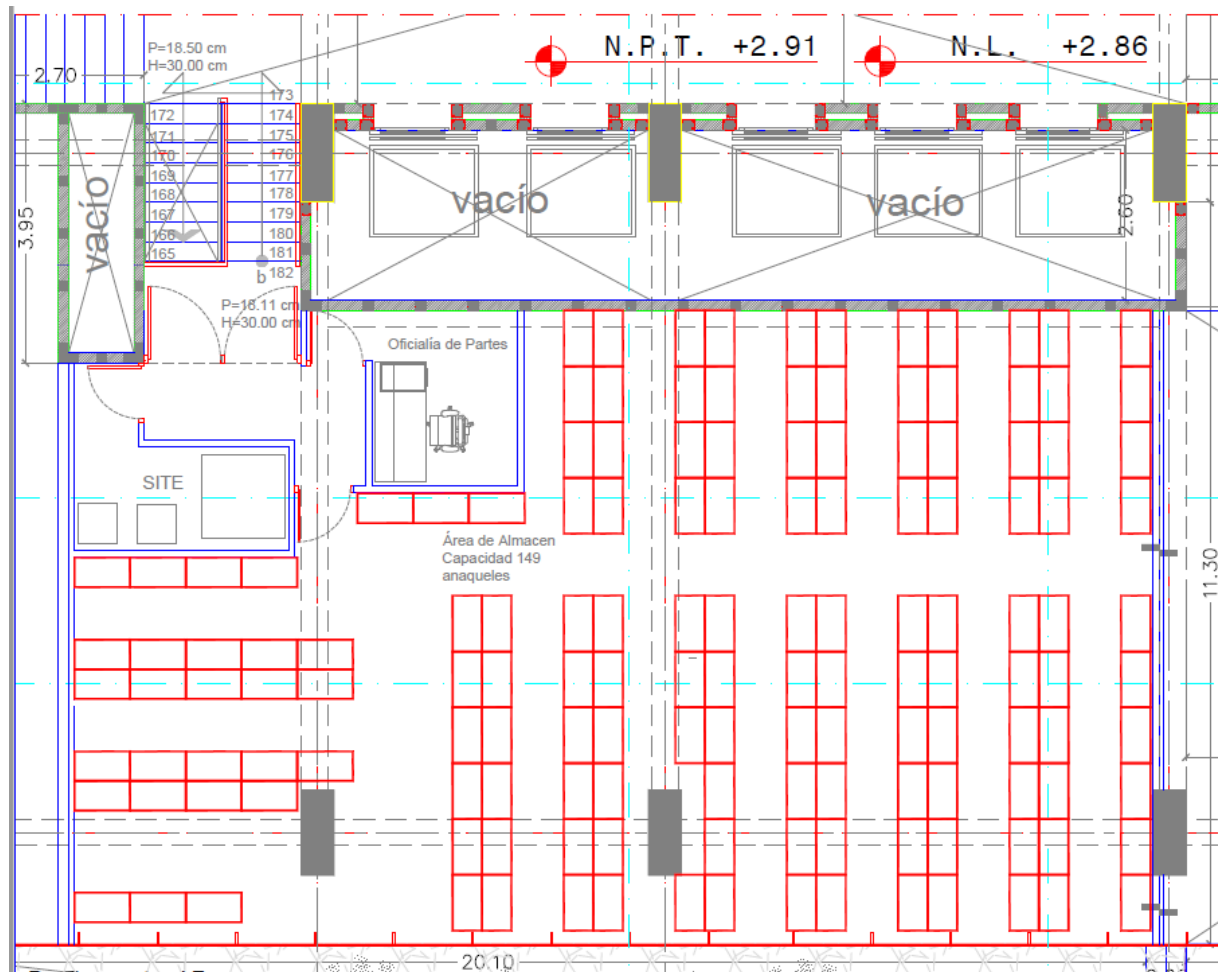 N.P.T. +2.91
N.L. +2.86
P=18.50 cm
H=30.00 cm
2.70
173
172
174
171
175
170
176
169
177
168
178
167
179
166
180
165
181
182
b
vacío
vacío
vacío
3.95
2.60
P=16.11 cm
H=30.00 cm
Oficialía de Partes
SITE
Área de Almacen
Capacidad 149
anaqueles
11.30
20.10